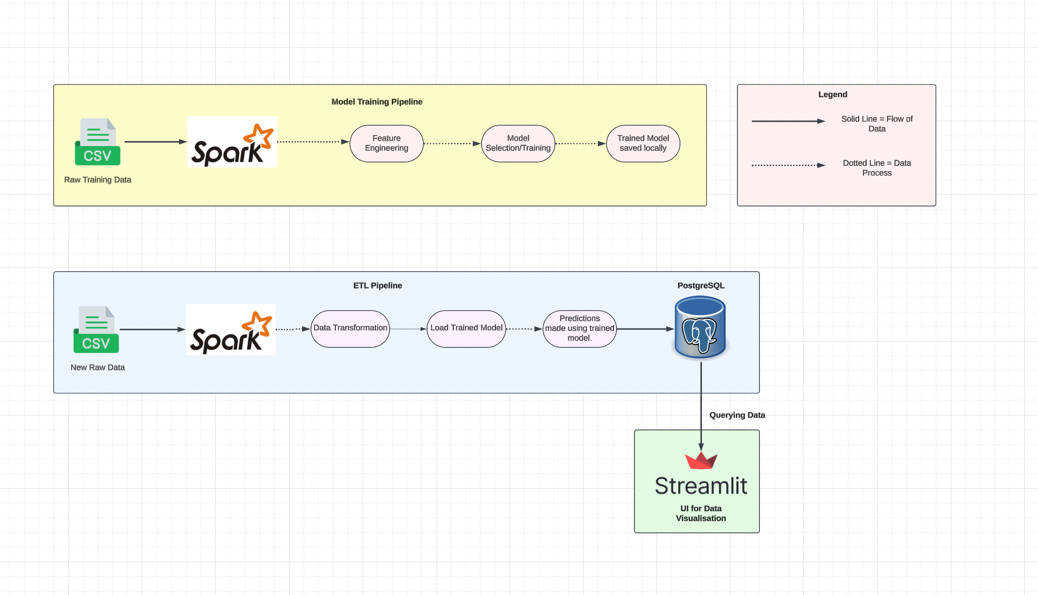 Model Training Pipeline
CSV
Raw Training Data
Spark
Feature
Engineering
Model
Selection/Training
Trained Model
saved locally
Legend
Solid Line = Flow of
Data
Dotted Line = Data
Process
ETL Pipeline
CSV
New Raw Data
Spark
Data Transformation
Load Trained Model
Predictions
made using trained
model.
PostgreSQL
Querying Data
Streamlit
UI for Data
Visualisation